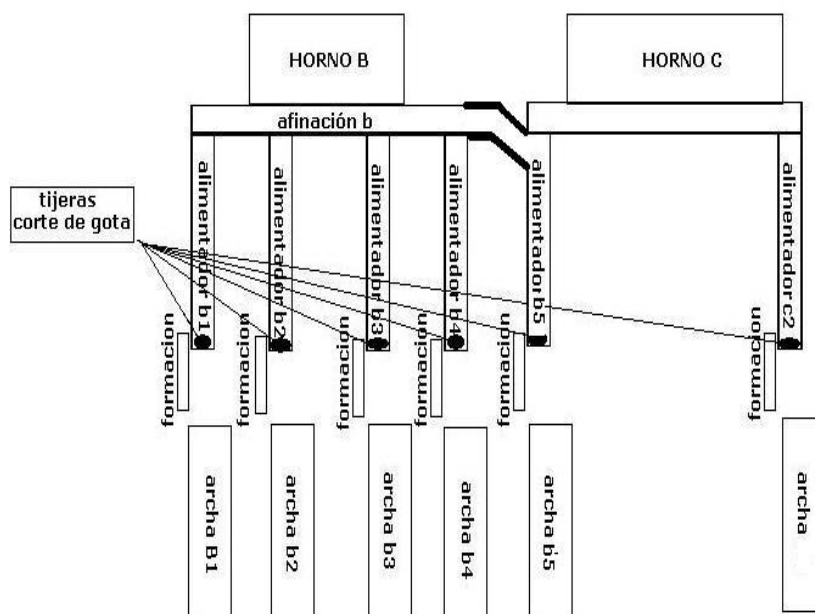 HORNO B
HORNO C
afinación b
tijeras
corte de gota
alimentador b1
alimentador b2
alimentador b3
alimentador b4
alimentador b5
alimentador c2
formacion
formacion
formacion
formacion
formacion
formacion
archa B1
archa b2
archa b3
archa b4
archa b5
archa